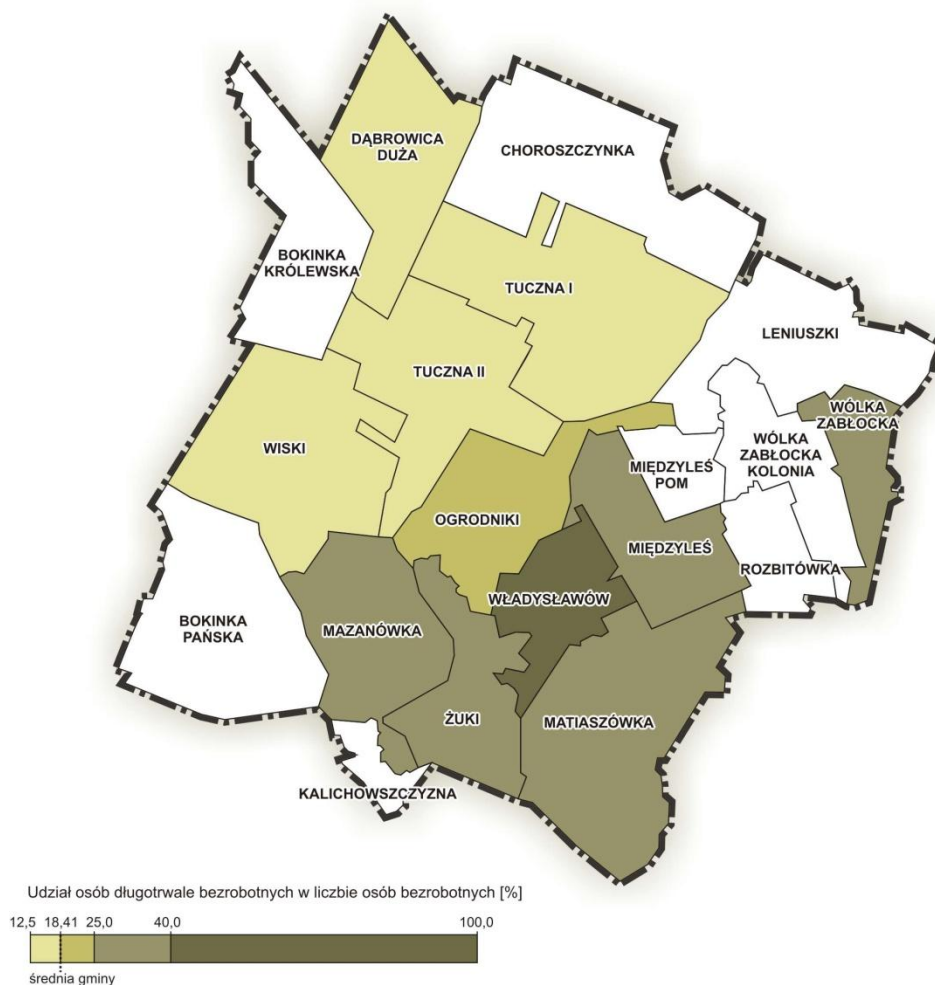 DĄBROWICA
DUŻA
CHOROSZCZYNKA
BOKINKA
KRÓLEWSKA
TUCZNA I
LENIUSZKI
TUCZNA II
WÓLKA
ZABŁOCKA
WISKI
WÓLKA
ZABŁOCKA
KOLONIA
MIĘDZYLEŚ
POM
OGRODNIKI
MIĘDZYLEŚ
ROZBITÓWKA
WŁADYSŁAWÓW
BOKINKA
PAŃSKA
MAZANÓWKA
ŻUKI
MATIASZÓWKA
KALICHOWSZCZYZNA
Udział osób długotrwale bezrobotnych w liczbie osób bezrobotnych [%]
12,5 18,41 25,0 40,0 100,0
średnia gminy